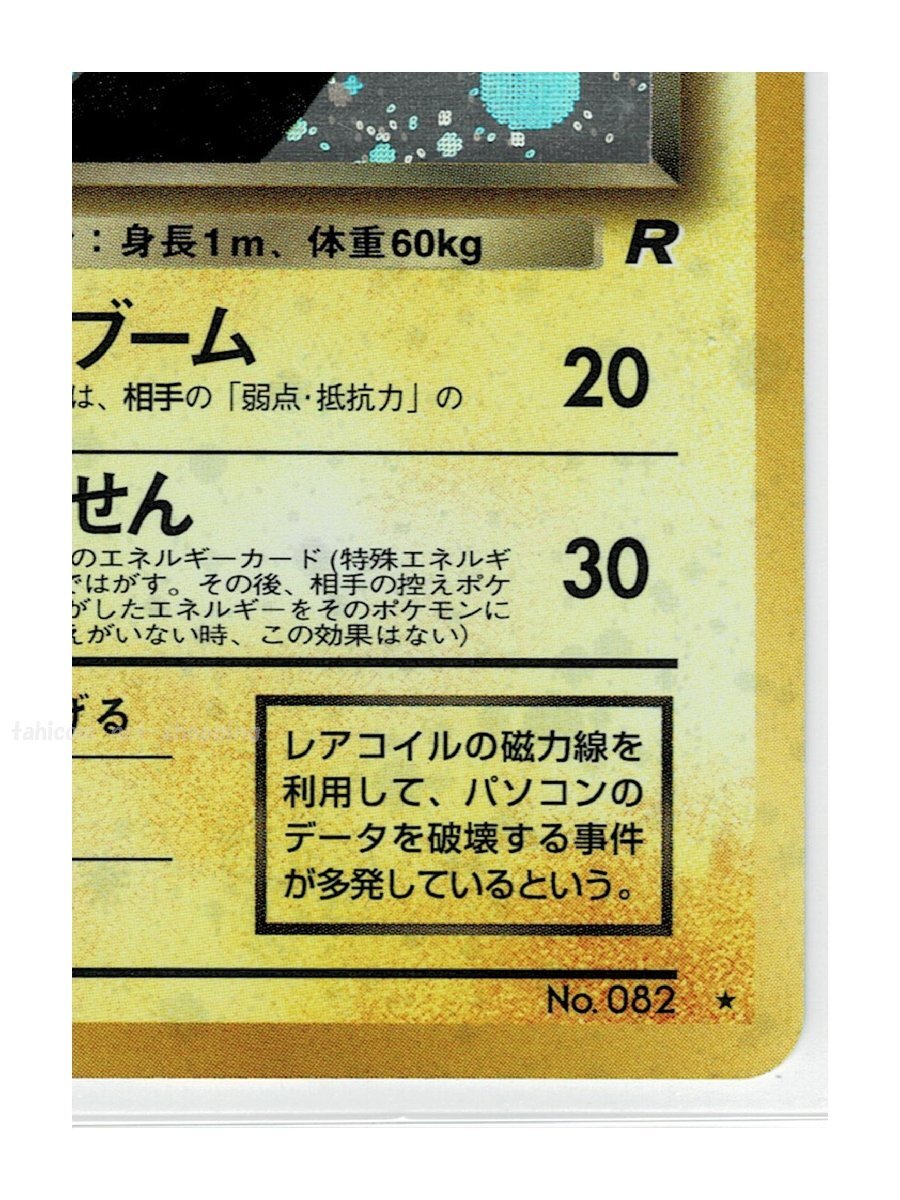 ：身長1m、体重60kg
R
ブーム
20
は、相手の「弱点·抵抗力」の
せん
30
のエネルギーカード(特殊エネルギ
ではがす。その後、相手の控えポケ
がしたエネルギーをそのポケモンに
えがいない時、この効果はない)
げる
レアコイルの磁力線を
利用して、パソコンの
データを破壊する事件
が多発しているという。
No. 082 ★